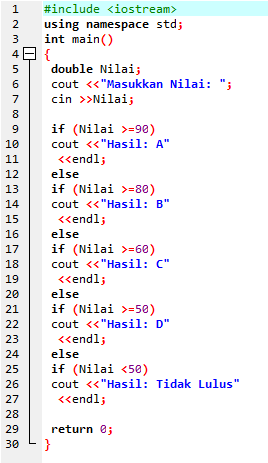 1 #include <iostream>
2 using namespace std;
3 int main()
4 {
5 double Nilai;
6 cout <<"Masukkan Nilai: ";
7 cin >>Nilai;
8
9 if (Nilai >=90)
10 cout <<"Hasil: A"
11 <<endl;
12 else
13 if (Nilai >=80)
14 cout <<"Hasil: B"
15 <<endl;
16 else
17 if (Nilai >=60)
18 cout <<"Hasil: C"
19 <<endl;
20 else
21 if (Nilai >=50)
22 cout <<"Hasil: D"
23 <<endl;
24 else
25 if (Nilai <50)
26 cout <<"Hasil: Tidak Lulus"
27 <<endl;
28
29 return 0;
30 }